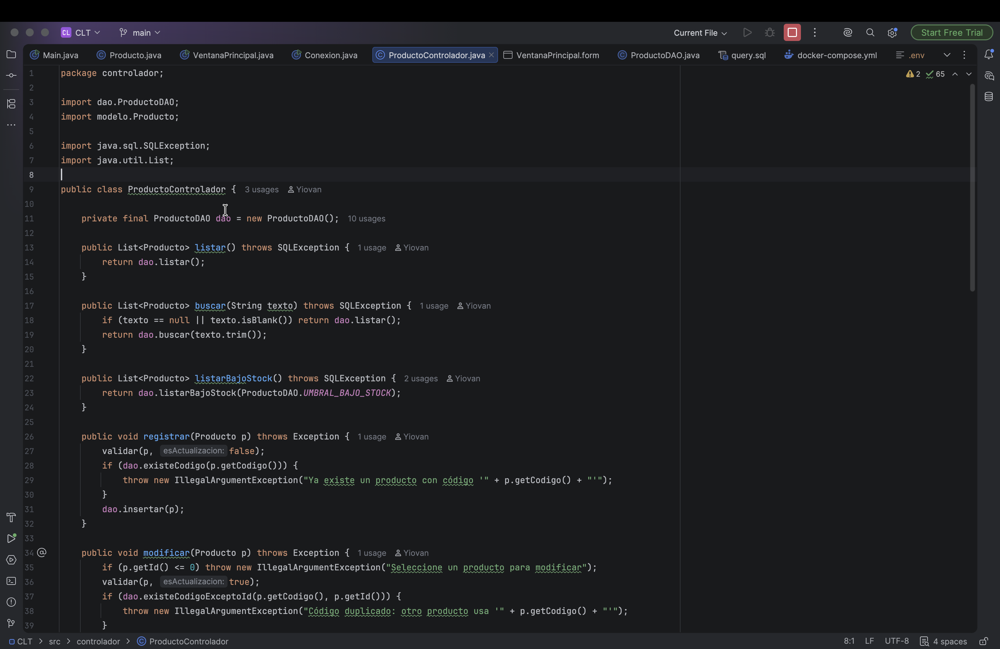 CL CLT main Current File Start Free Trial
Main.java Producto.java VentanaPrincipal.java Conexion.java ProductoControlador.java VentanaPrincipal.form ProductoDAO.java query.sql docker-compose.yml .env
2 65
1 package controlador;
2
3 import dao.ProductoDAO;
4 import modelo.Producto;
5
6 import java.sql.SQLException;
7 import java.util.List;
8
9 public class ProductoControlador { 3 usages Yiovan
10
11 private final ProductoDAO dao = new ProductoDAO(); 10 usages
12
13 public List<Producto> listar() throws SQLException { 1 usage Yiovan
14 return dao.listar();
15 }
16
17 public List<Producto> buscar(String texto) throws SQLException { 1 usage Yiovan
18 if (texto == null || texto.isBlank()) return dao.listar();
19 return dao.buscar(texto.trim());
20 }
21
22 public List<Producto> listarBajoStock() throws SQLException { 2 usages Yiovan
23 return dao.listarBajoStock(ProductoDAO.UMBRAL_BAJO_STOCK);
24 }
25
26 public void registrar(Producto p) throws Exception { 1 usage Yiovan
27 validar(p, esActualizacion: false);
28 if (dao.existeCodigo(p.getCodigo())) {
29 throw new IllegalArgumentException("Ya existe un producto con código '" + p.getCodigo() + "'");
30 }
31 dao.insertar(p);
32 }
33
34 @ public void modificar(Producto p) throws Exception { 1 usage Yiovan
35 if (p.getId() <= 0) throw new IllegalArgumentException("Seleccione un producto para modificar");
36 validar(p, esActualizacion: true);
37 if (dao.existeCodigoExceptoId(p.getCodigo(), p.getId())) {
38 throw new IllegalArgumentException("Código duplicado: otro producto usa '" + p.getCodigo() + "'");
39 }
CLT > src > controlador > ProductoControlador 8:1 LF UTF-8 4 spaces